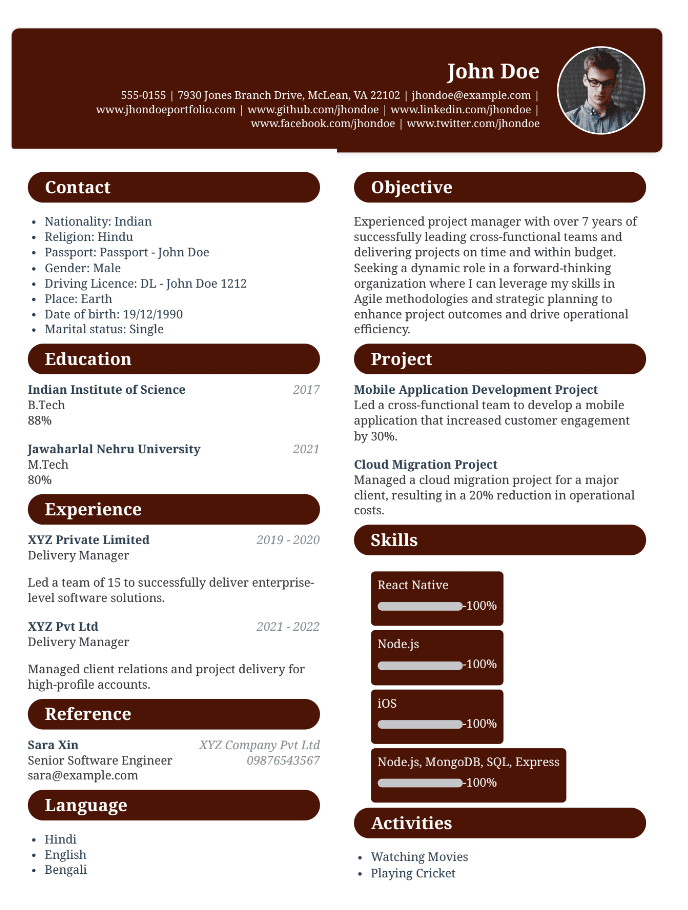 John Doe
555-0155 | 7930 Jones Branch Drive, McLean, VA 22102 | jhondoe@example.com |
www.jhondoeportfolio.com | www.github.com/jhondoe | www.linkedin.com/jhondoe |
www.facebook.com/jhondoe | www.twitter.com/jhondoe
Contact
• Nationality: Indian
• Religion: Hindu
• Passport: Passport - John Doe
• Gender: Male
• Driving Licence: DL - John Doe 1212
• Place: Earth
• Date of birth: 19/12/1990
• Marital status: Single
Education
Indian Institute of Science 2017
B.Tech
88%
Jawaharlal Nehru University 2021
M.Tech
80%
Experience
XYZ Private Limited 2019 - 2020
Delivery Manager
Led a team of 15 to successfully deliver enterprise-
level software solutions.
XYZ Pvt Ltd 2021 - 2022
Delivery Manager
Managed client relations and project delivery for
high-profile accounts.
Reference
Sara Xin XYZ Company Pvt Ltd
Senior Software Engineer 09876543567
sara@example.com
Language
• Hindi
• English
• Bengali
Objective
Experienced project manager with over 7 years of
successfully leading cross-functional teams and
delivering projects on time and within budget.
Seeking a dynamic role in a forward-thinking
organization where I can leverage my skills in
Agile methodologies and strategic planning to
enhance project outcomes and drive operational
efficiency.
Project
Mobile Application Development Project
Led a cross-functional team to develop a mobile
application that increased customer engagement
by 30%.
Cloud Migration Project
Managed a cloud migration project for a major
client, resulting in a 20% reduction in operational
costs.
Skills
React Native
-100%
Node.js
-100%
iOS
-100%
Node.js, MongoDB, SQL, Express
-100%
Activities
• Watching Movies
• Playing Cricket